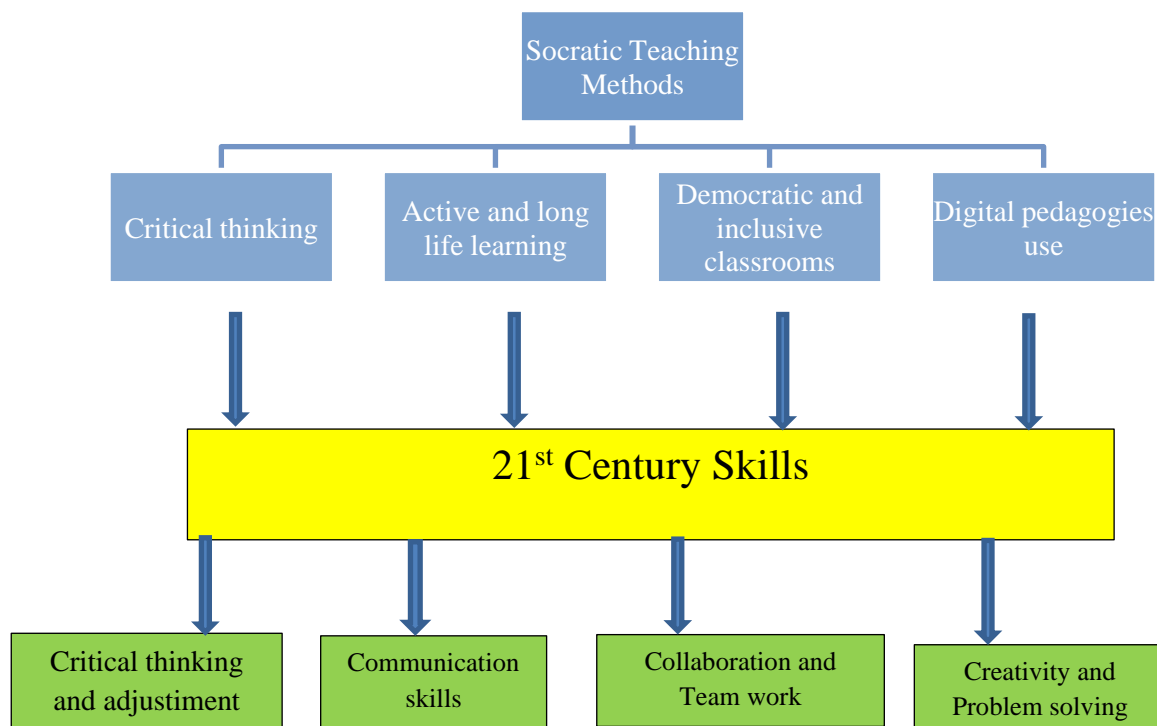 Socratic Teaching
Methods
Critical thinking
Active and long
life learning
Democratic and
inclusive
classrooms
Digital pedagogies
use
21st Century Skills
Critical thinking
and adjustiment
Communication
skills
Collaboration and
Team work
Creativity and
Problem solving